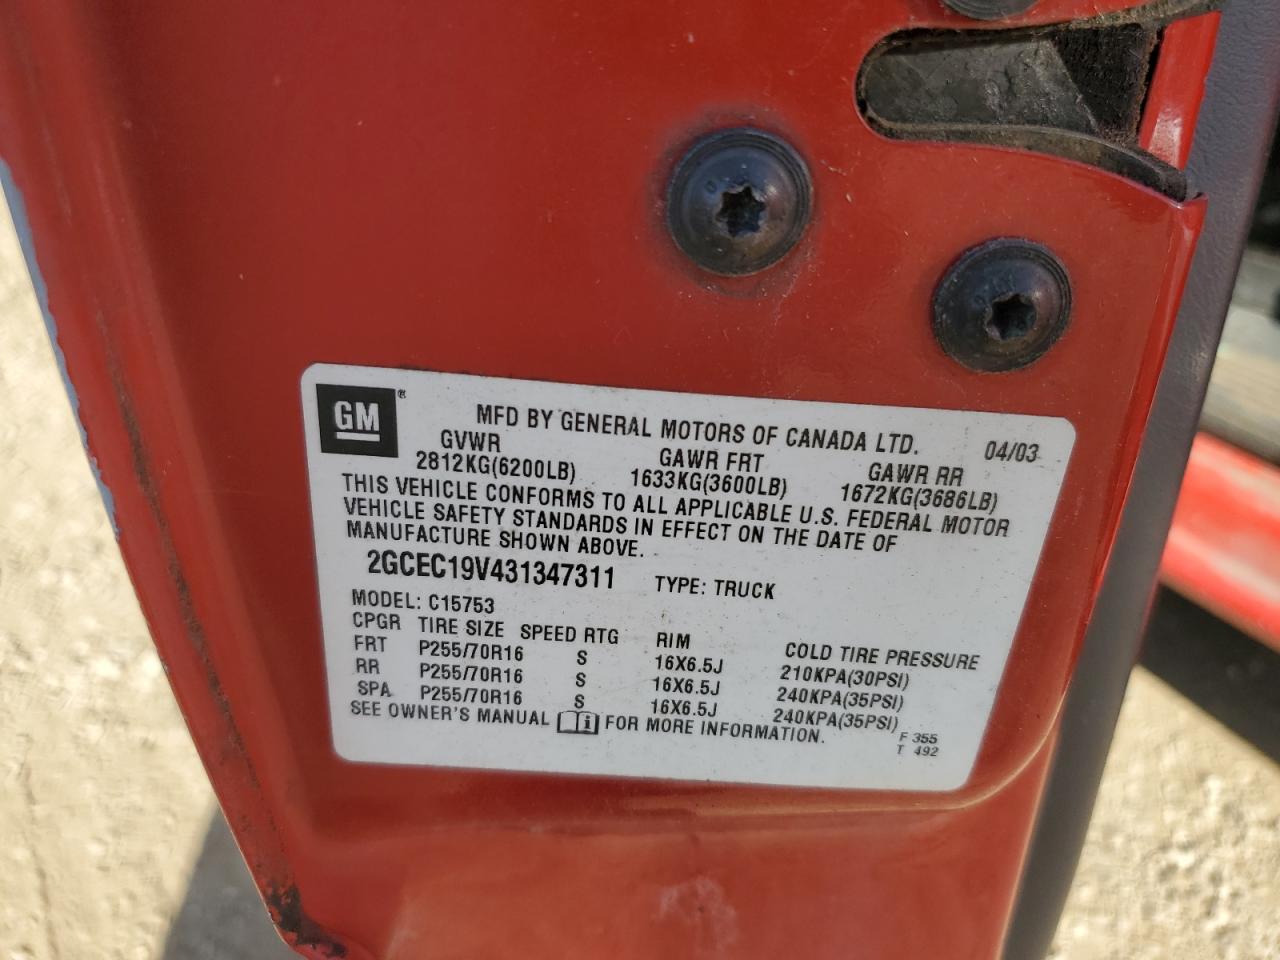 GM®
MFD BY GENERAL MOTORS OF CANADA LTD. 04/03
GVWR GAWR FRT GAWR RR
2812KG(6200LB) 1633KG(3600LB) 1672KG(3686LB)
THIS VEHICLE CONFORMS TO ALL APPLICABLE U.S. FEDERAL MOTOR
VEHICLE SAFETY STANDARDS IN EFFECT ON THE DATE OF
MANUFACTURE SHOWN ABOVE.
2GCEC19V431347311 TYPE: TRUCK
MODEL: C15753
CPGR TIRE SIZE SPEED RTG RIM COLD TIRE PRESSURE
FRT P255/70R16 S 16X6.5J 210KPA(30PSI)
RR P255/70R16 S 16X6.5J 240KPA(35PSI)
SPA P255/70R16 S 16X6.5J 240KPA(35PSI)
SEE OWNER'S MANUAL i FOR MORE INFORMATION.
F 355
T 492